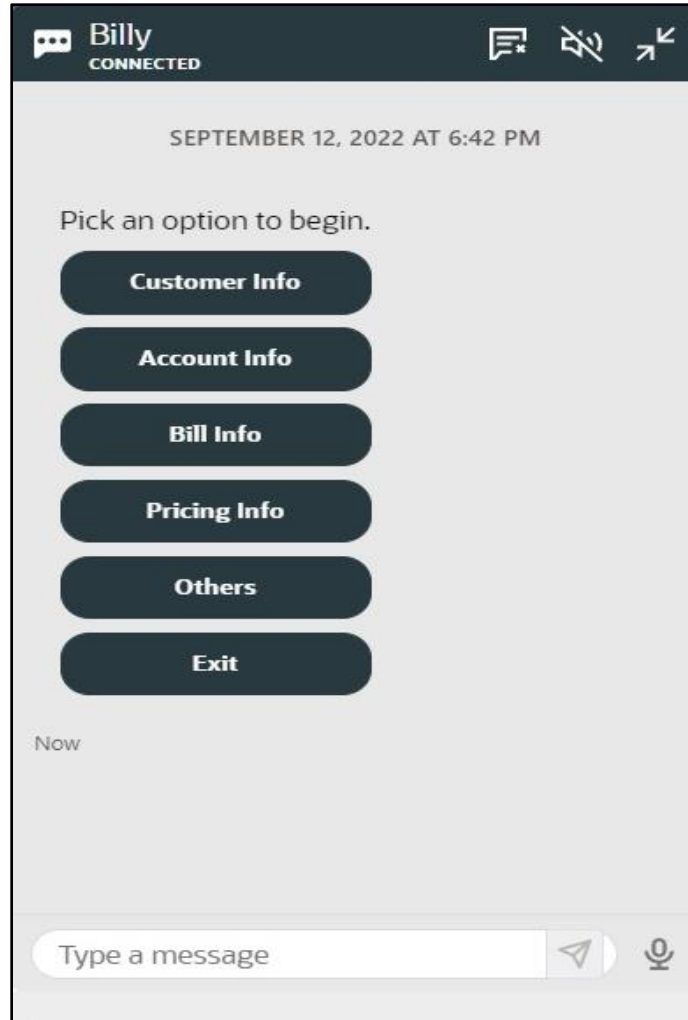 Billy
CONNECTED
SEPTEMBER 12, 2022 AT 6:42 PM
Pick an option to begin.
Customer Info
Account Info
Bill Info
Pricing Info
Others
Exit
Now
Type a message